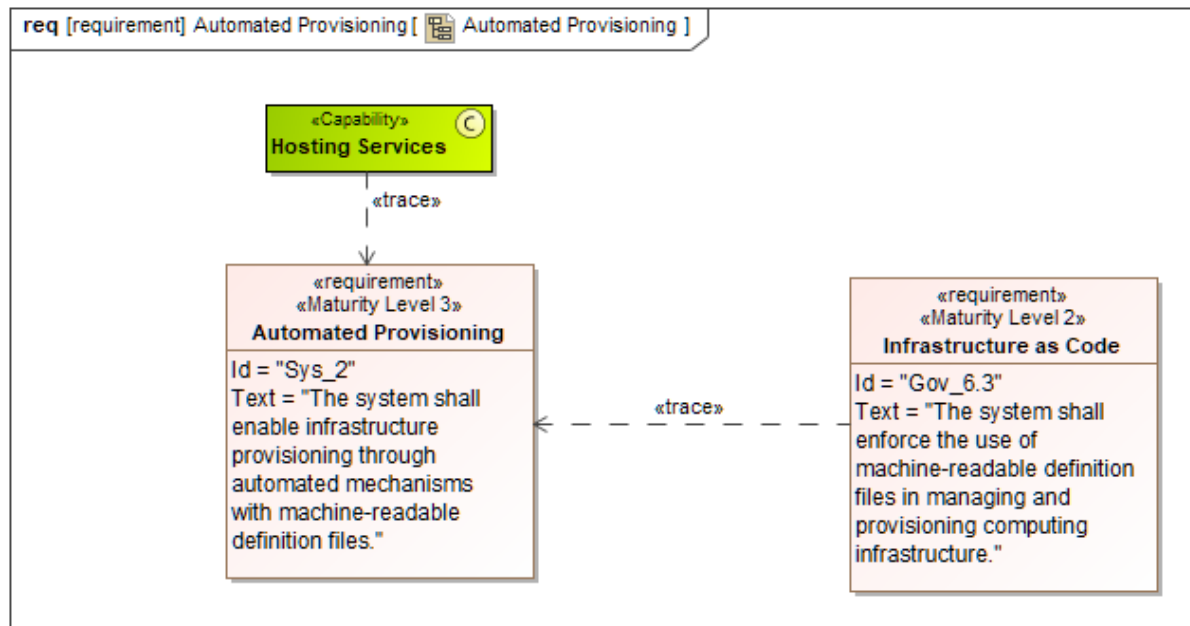 req [requirement] Automated Provisioning [ Automated Provisioning ]
«Capability»
C
Hosting Services
«trace»
«requirement»
«Maturity Level 3»
Automated Provisioning
Id = "Sys_2"
Text = "The system shall
enable infrastructure
provisioning through
automated mechanisms
with machine-readable
definition files."
«trace»
«requirement»
«Maturity Level 2»
Infrastructure as Code
Id = "Gov_6.3"
Text = "The system shall
enforce the use of
machine-readable definition
files in managing and
provisioning computing
infrastructure."